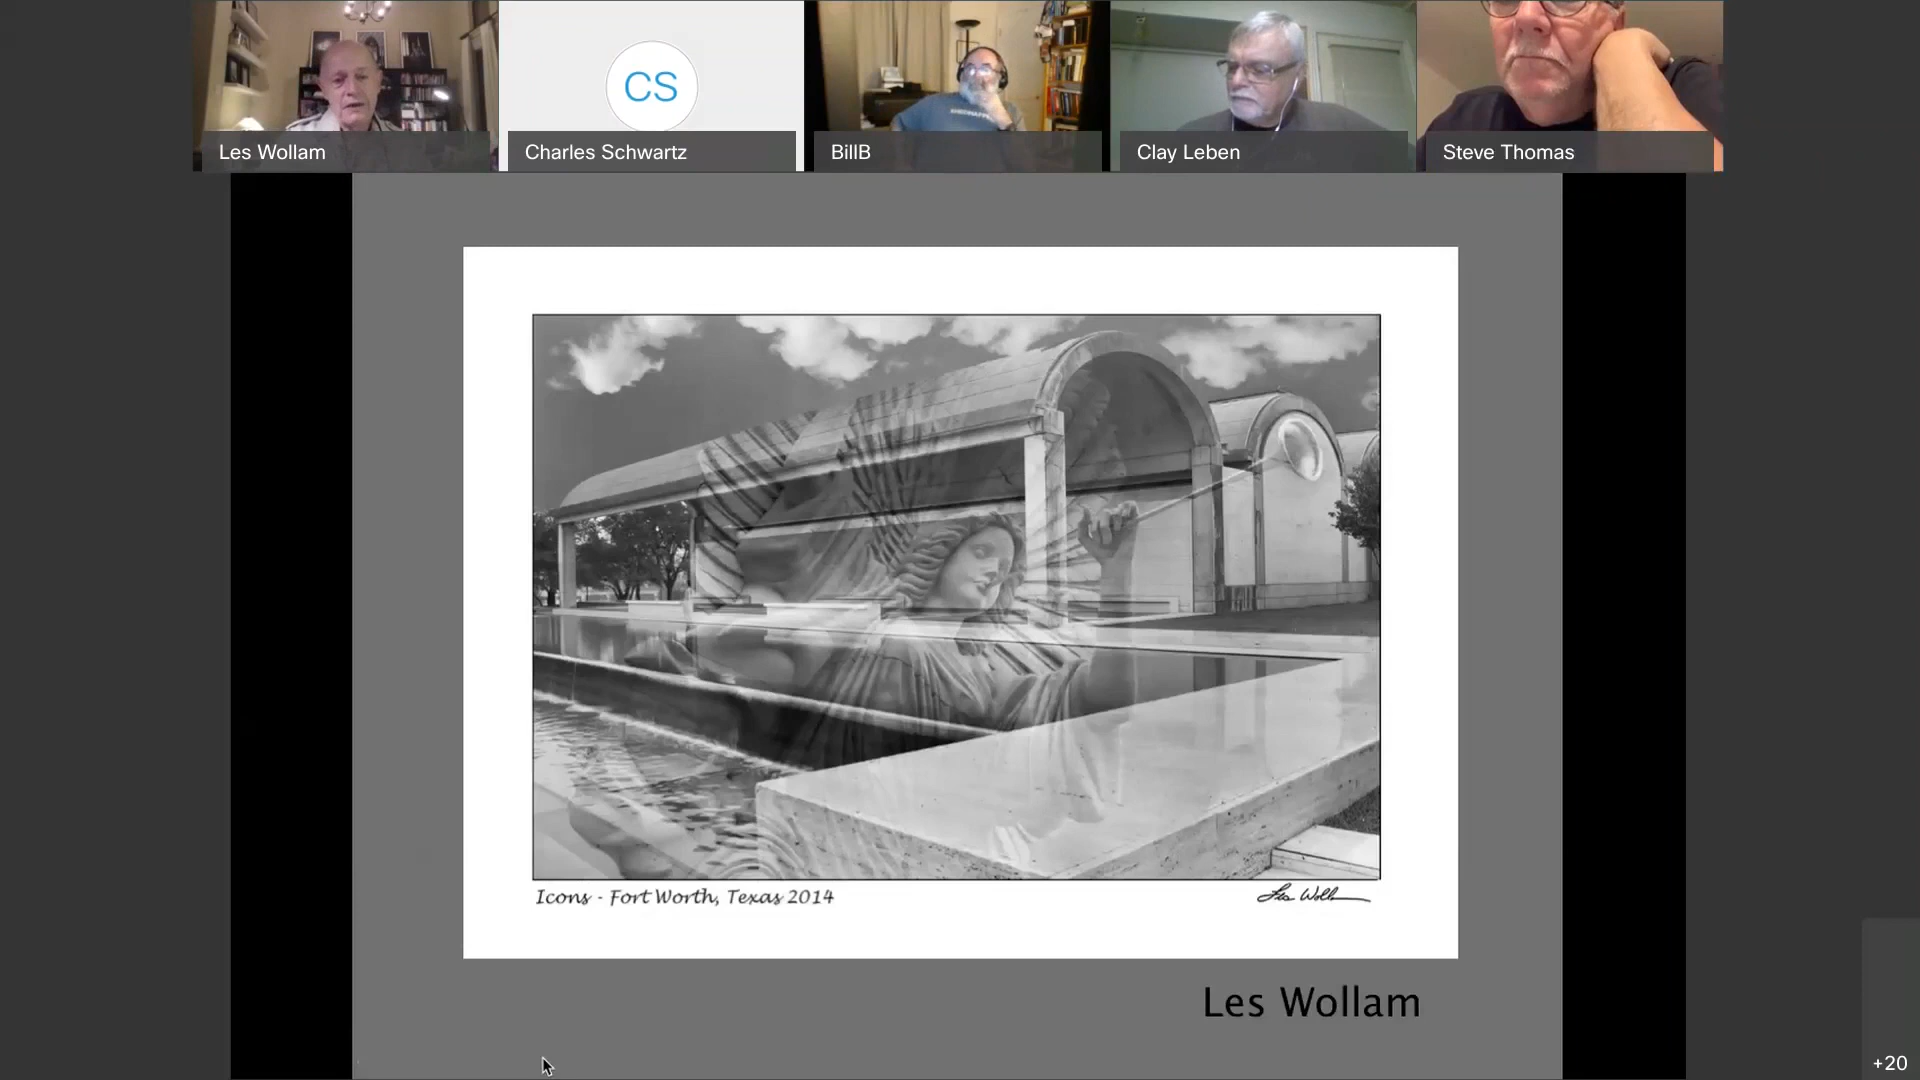 Les Wollam
CS
Charles Schwartz
BillB
Clay Leben
Steve Thomas
Icons - Fort Worth, Texas 2014
Les Wollam
+20